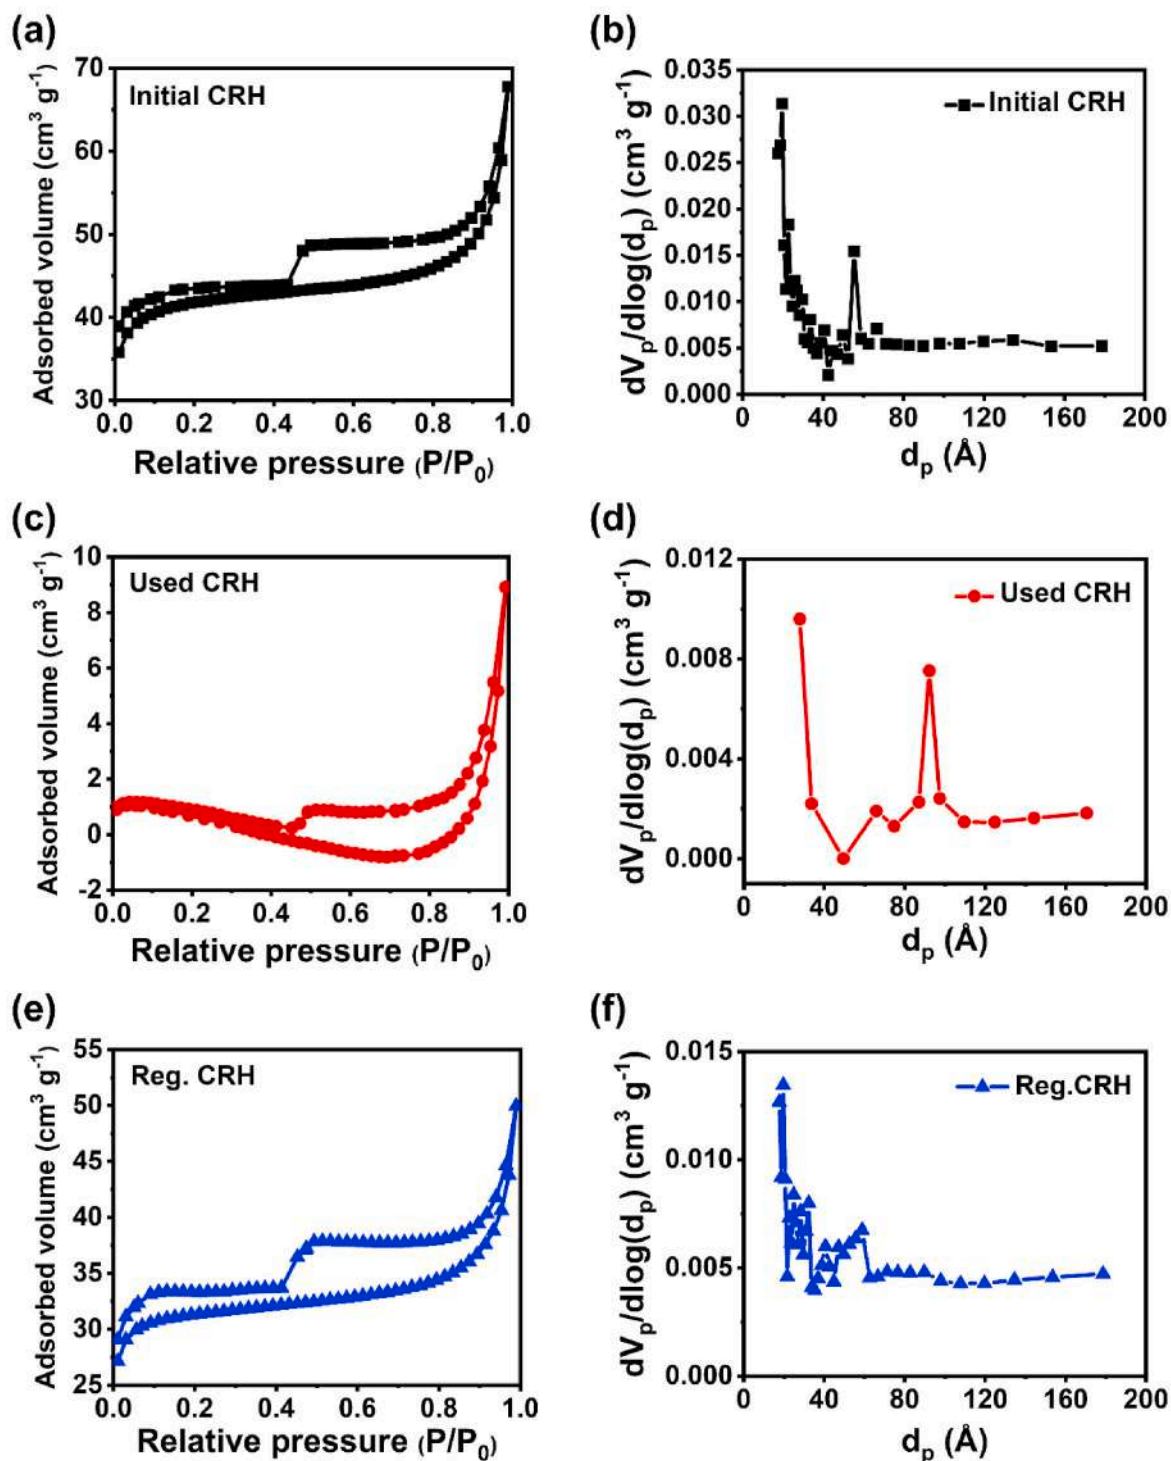 (a)
Adsorbed volume (cm³ g⁻¹)
70
60
50
40
30
Initial CRH
0.0 0.2 0.4 0.6 0.8 1.0
Relative pressure (P/P₀)
(b)
dVₚ/dlog(dₚ) (cm³ g⁻¹)
0.035
0.030
0.025
0.020
0.015
0.010
0.005
0.000
Initial CRH
0 40 80 120 160 200
dₚ (Å)
(c)
Adsorbed volume (cm³ g⁻¹)
10
8
6
4
2
0
-2
Used CRH
0.0 0.2 0.4 0.6 0.8 1.0
Relative pressure (P/P₀)
(d)
dVₚ/dlog(dₚ) (cm³ g⁻¹)
0.012
0.008
0.004
0.000
Used CRH
0 40 80 120 160 200
dₚ (Å)
(e)
Adsorbed volume (cm³ g⁻¹)
55
50
45
40
35
30
25
Reg. CRH
0.0 0.2 0.4 0.6 0.8 1.0
Relative pressure (P/P₀)
(f)
dVₚ/dlog(dₚ) (cm³ g⁻¹)
0.015
0.010
0.005
0.000
Reg.CRH
0 40 80 120 160 200
dₚ (Å)